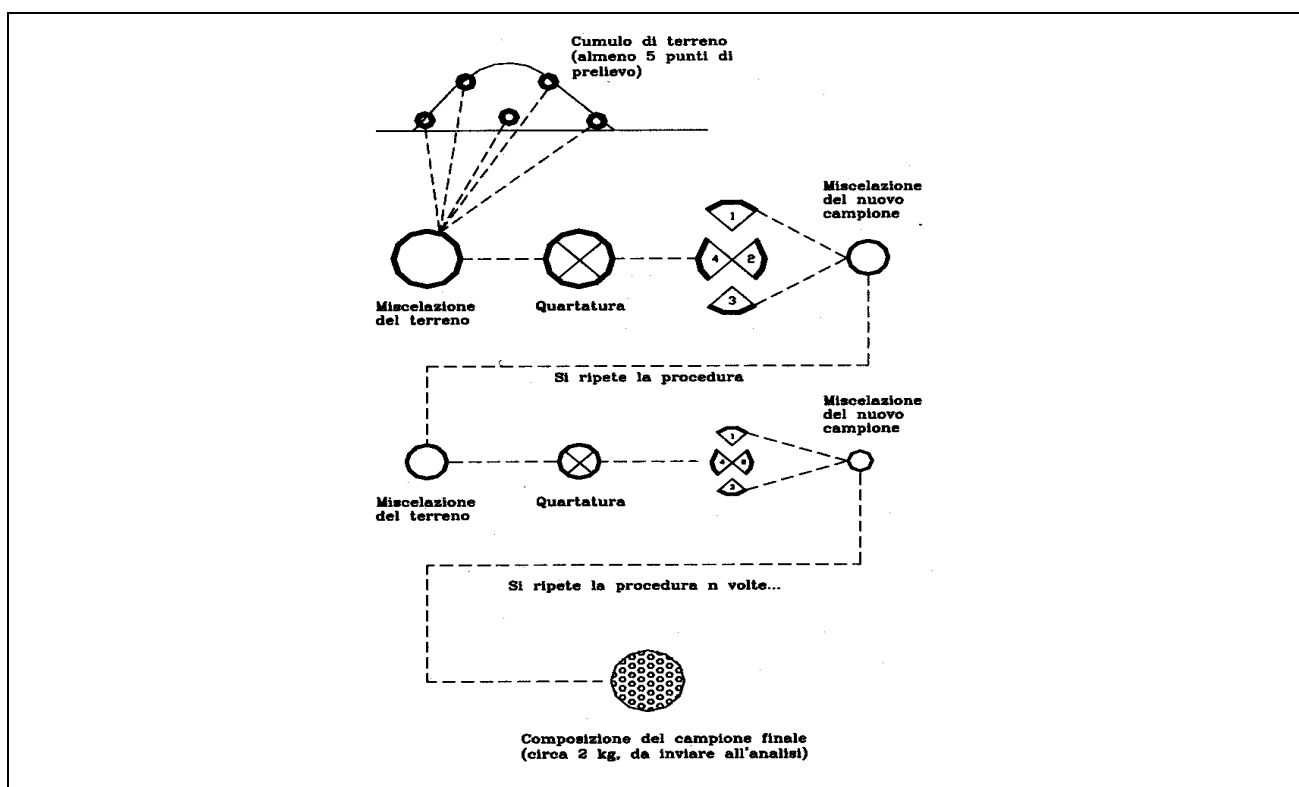 Cumulo di terreno
(almeno 5 punti di
prelievo)
Miscelazione
del nuovo
campione
1
4
2
3
Miscelazione
del terreno
Quartatura
Si ripete la procedura
Miscelazione
del nuovo
campione
1
4
3
Miscelazione
del terreno
Quartatura
Si ripete la procedura n volte...
Composizione del campione finale
(circa 2 kg, da inviare all'analisi)